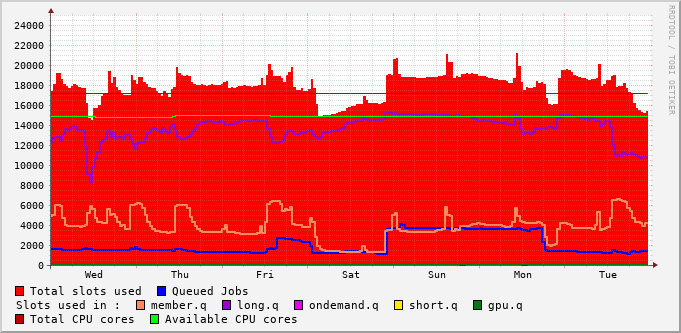 RRDTOOL / TOBI OETIKER
24000
22000
20000
18000
16000
14000
12000
10000
8000
6000
4000
2000
0
Wed Thu Fri Sat Sun Mon Tue
Total slots used Queued Jobs
Slots used in : member.q long.q ondemand.q short.q gpu.q
Total CPU cores Available CPU cores